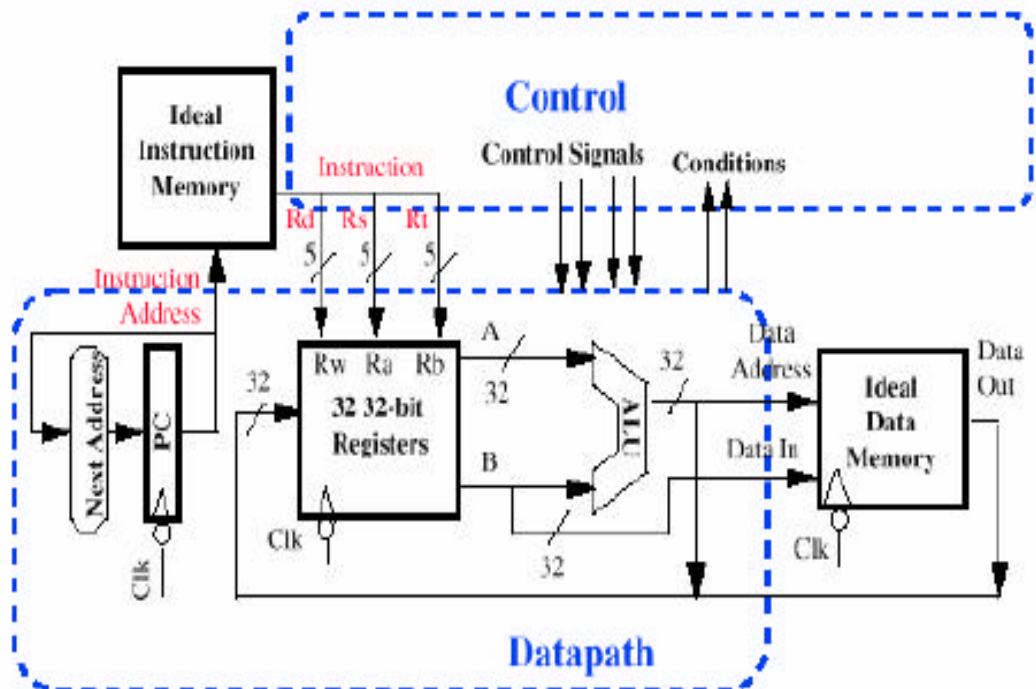 Control
Ideal
Instruction
Memory
Control Signals
Conditions
Instruction
Rd
Rs
Rt
5
5
5
Instruction
Address
Next Address
PC
Clk
32
Rw
Ra
Rb
32 32-bit
Registers
Clk
A
32
B
32
ALU
32
Data
Address
Data In
Ideal
Data
Memory
Clk
Data
Out
Datapath